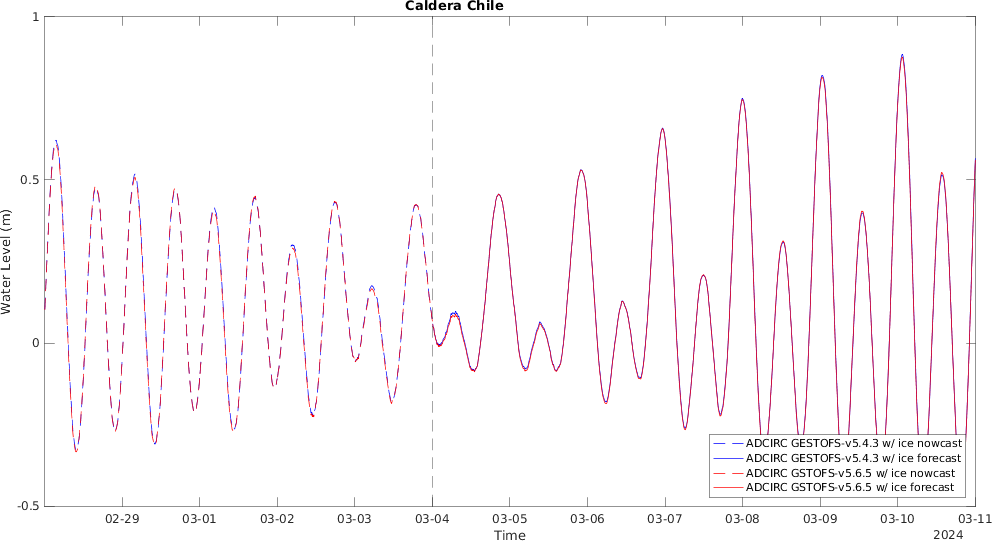 Caldera Chile
Water Level (m)
1
0.5
0
-0.5
02-29
03-01
03-02
03-03
03-04
03-05
03-06
03-07
03-08
03-09
03-10
03-11
Time
2024
ADCIRC GESTOFS-v5.4.3 w/ ice nowcast
ADCIRC GESTOFS-v5.4.3 w/ ice forecast
ADCIRC GSTOFS-v5.6.5 w/ ice nowcast
ADCIRC GSTOFS-v5.6.5 w/ ice forecast